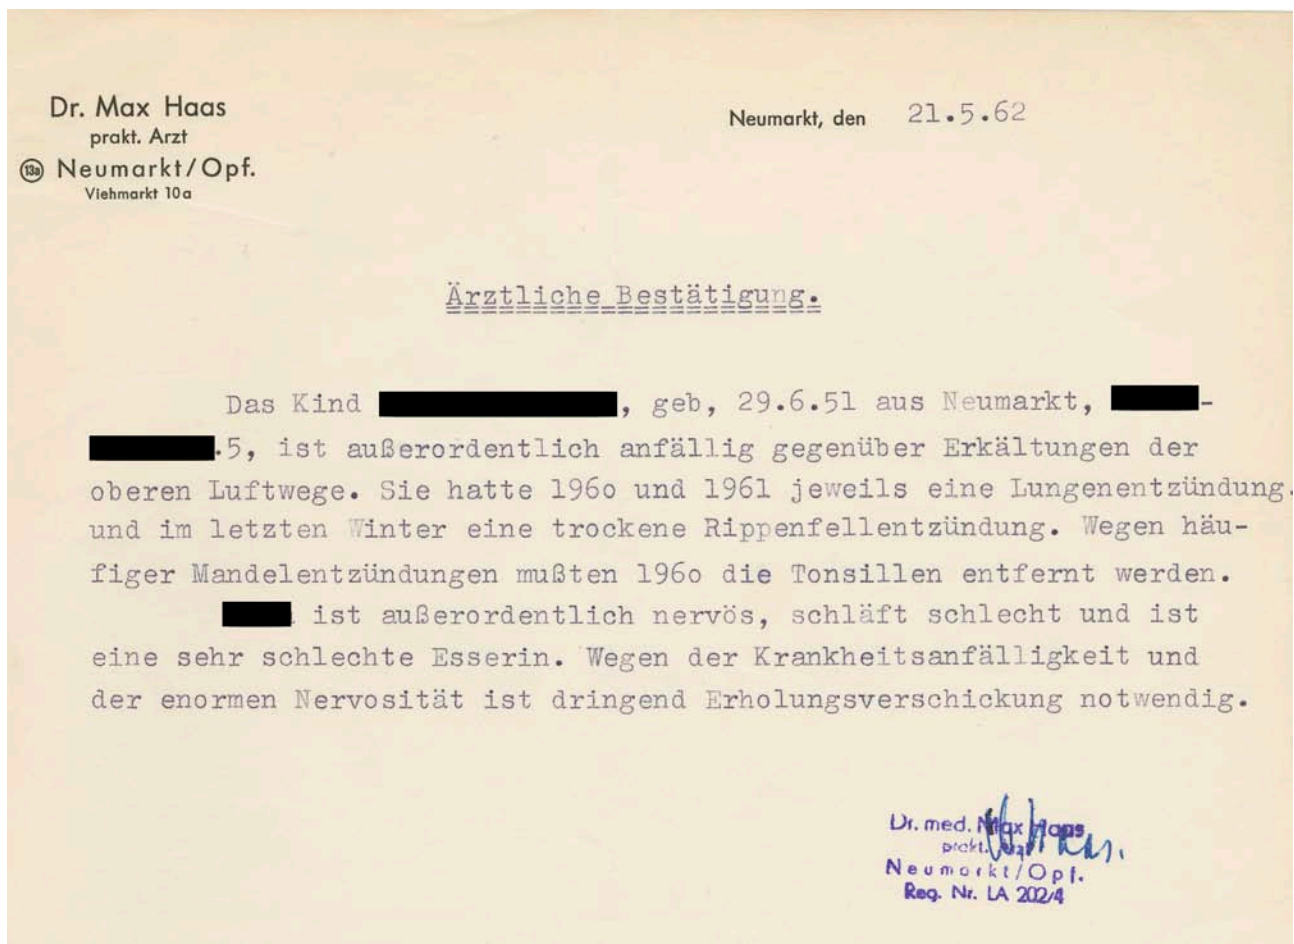 Dr. Max Haas
prakt. Arzt
13a Neumarkt/Opf.
Viehmarkt 10a
Neumarkt, den 21.5.62
Ärztliche Bestätigung.
Das Kind , geb, 29.6.51 aus Neumarkt, -
.5, ist außerordentlich anfällig gegenüber Erkältungen der
oberen Luftwege. Sie hatte 196o und 1961 jeweils eine Lungenentzündung.
und im letzten Winter eine trockene Rippenfellentzündung. Wegen häu-
figer Mandelentzündungen mußten 196o die Tonsillen entfernt werden.
ist außerordentlich nervös, schläft schlecht und ist
eine sehr schlechte Esserin. Wegen der Krankheitsanfälligkeit und
der enormen Nervosität ist dringend Erholungsverschickung notwendig.
Dr. med. Max Haas
prakt. Arzt
Neumarkt/Opf.
Reg. Nr. LA 202/4
Haas.